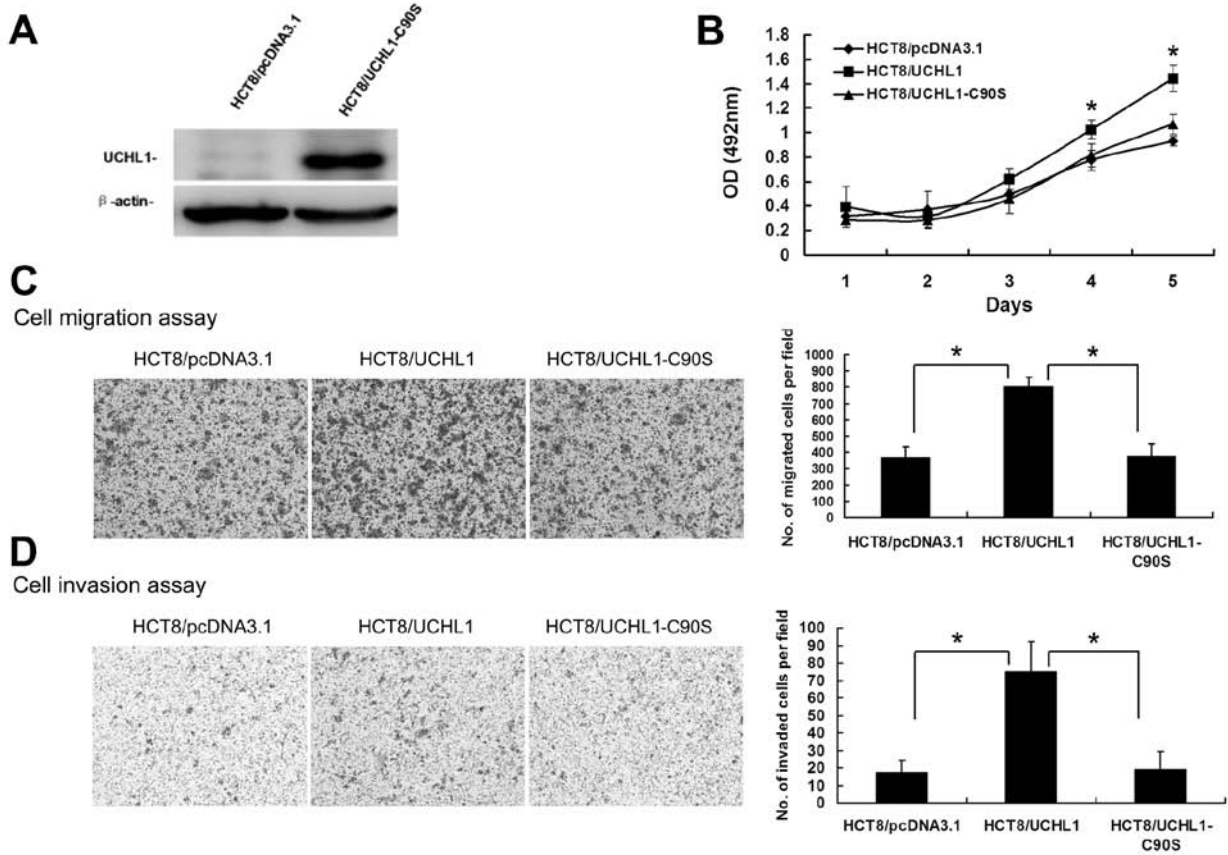 A
HCT8/pcDNA3.1
HCT8/UCHL1-C90S
UCHL1-
β-actin-
B
HCT8/pcDNA3.1
HCT8/UCHL1
HCT8/UCHL1-C90S
OD (492nm)
1.8
1.6
1.4
1.2
1
0.8
0.6
0.4
0.2
0
*
*
1 2 3 4 5
Days
C
Cell migration assay
HCT8/pcDNA3.1 HCT8/UCHL1 HCT8/UCHL1-C90S
No. of migrated cells per field
1000
900
800
700
600
500
400
300
200
100
0
* *
HCT8/pcDNA3.1 HCT8/UCHL1 HCT8/UCHL1-
C90S
D
Cell invasion assay
HCT8/pcDNA3.1 HCT8/UCHL1 HCT8/UCHL1-C90S
No. of invaded cells per field
100
90
80
70
60
50
40
30
20
10
0
* *
HCT8/pcDNA3.1 HCT8/UCHL1 HCT8/UCHL1-
C90S